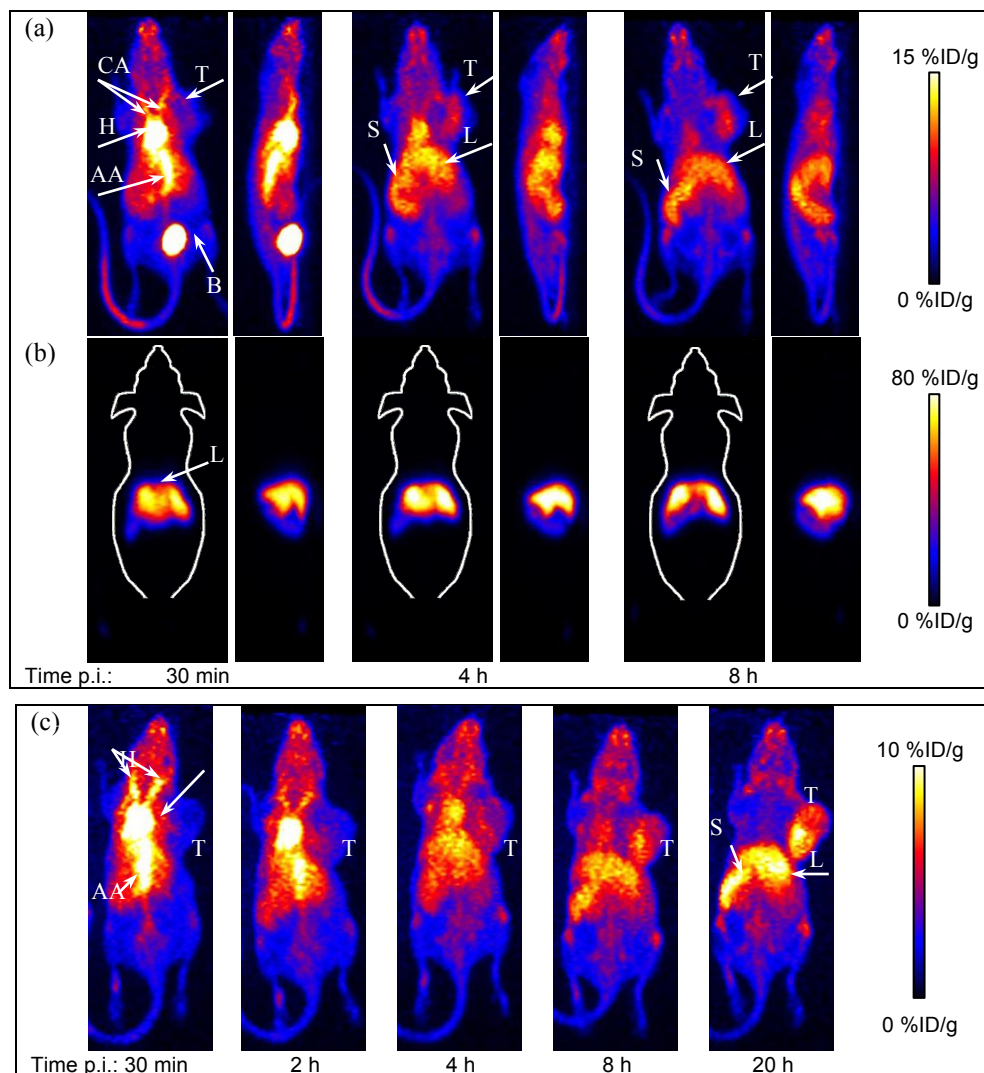 (a)
CA
T
H
AA
B
S
T
L
S
T
L
15 %ID/g
0 %ID/g
(b)
L
80 %ID/g
0 %ID/g
Time p.i.: 30 min 4 h 8 h
(c)
H
T
AA
T
T
T
S
T
L
10 %ID/g
0 %ID/g
Time p.i.: 30 min 2 h 4 h 8 h 20 h